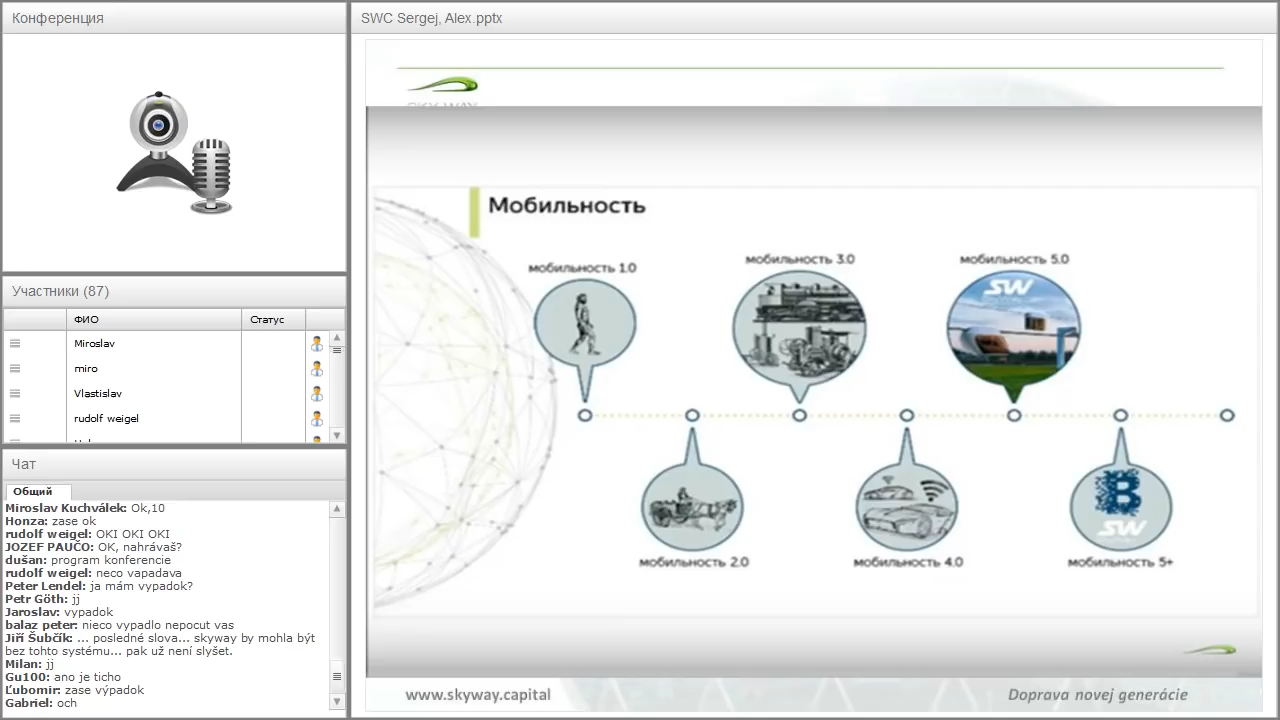 Конференция
SWC Sergej, Alex.pptx
Мобильность
мобильность 1.0
мобильность 3.0
мобильность 5.0
SW
мобильность 2.0
мобильность 4.0
B
SW
мобильность 5+
www.skyway.capital
Doprava novej generácie
Участники (87)
ФИО
Статус
Miroslav
miro
Vlastislav
rudolf weigel
Чат
Общий
Miroslav Kuchválek: Ok,10
Honza: zase ok
rudolf weigel: OKI OKI OKI
JOZEF PAUČO: OK, nahrávaš?
dušan: program konferencie
rudolf weigel: neco vapadava
Peter Lendel: ja mám vypadok?
Petr Göth: jj
Jaroslav: vypadok
balaz peter: nieco vypadlo nepocut vas
Jiří Šubčík: ... posledné slova... skyway by mohla být
bez tohto systému... pak už není slyšet.
Milan: jj
Gu100: ano je ticho
Ľubomir: zase výpadok
Gabriel: och